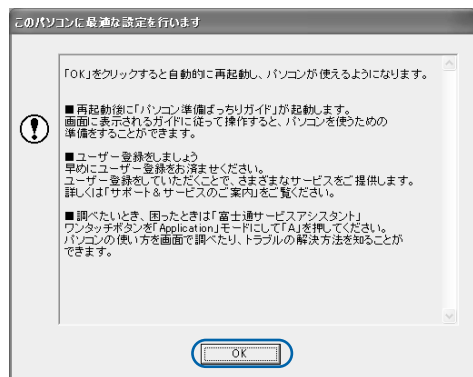 このパソコンに最適な設定を行います
「OK」をクリックすると自動的に再起動し、パソコンが使えるようになります。
■再起動後に「パソコン準備ばっちりガイド」が起動します。
画面に表示されるガイドに従って操作すると、パソコンを使うための
準備をすることができます。
■ユーザー登録をしましょう
早めにユーザー登録をお済ませください。
ユーザー登録をしていただくことで、さまざまなサービスをご提供します。
詳しくは「サポート&サービスのご案内」をご覧ください。
■調べたいとき、困ったときは「富士通サービスアシスタント」
ワンタッチボタンを「Application」モードにして「A」を押してください。
パソコンの使い方を画面で調べたり、トラブルの解決方法を知ることが
できます。
OK